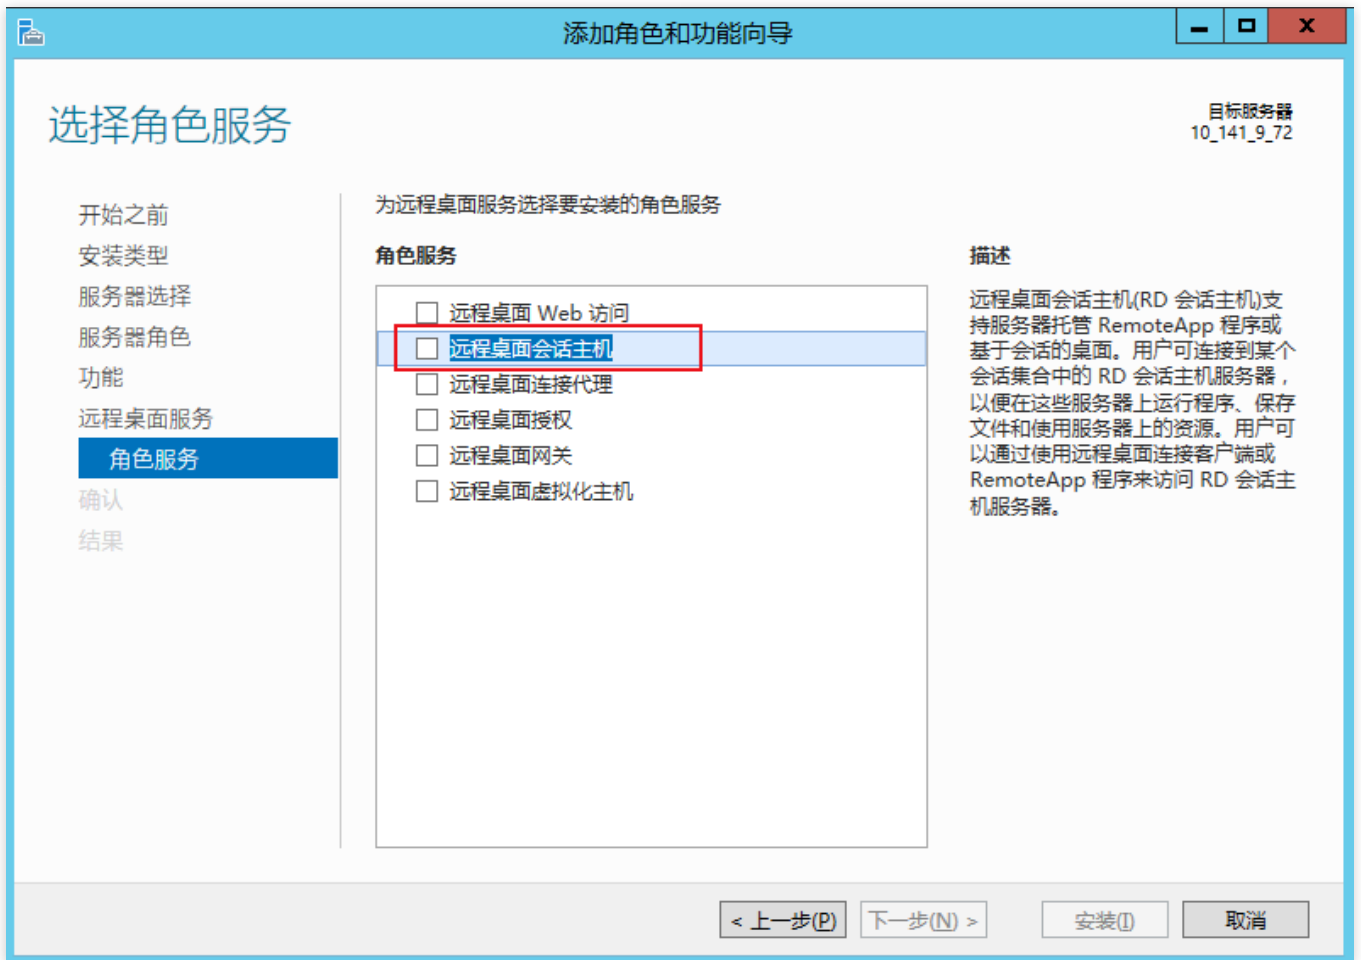 添加角色和功能向导
选择角色服务
目标服务器
10_141_9_72
开始之前
安装类型
服务器选择
服务器角色
功能
远程桌面服务
角色服务
确认
结果
为远程桌面服务选择要安装的角色服务
角色服务
远程桌面 Web 访问
远程桌面会话主机
远程桌面连接代理
远程桌面授权
远程桌面网关
远程桌面虚拟化主机
描述
远程桌面会话主机(RD 会话主机)支
持服务器托管 RemoteApp 程序或
基于会话的桌面。用户可连接到某个
会话集合中的 RD 会话主机服务器，
以便在这些服务器上运行程序、保存
文件和使用服务器上的资源。用户可
以通过使用远程桌面连接客户端或
RemoteApp 程序来访问 RD 会话主
机服务器。
< 上一步(P)
下一步(N) >
安装(I)
取消